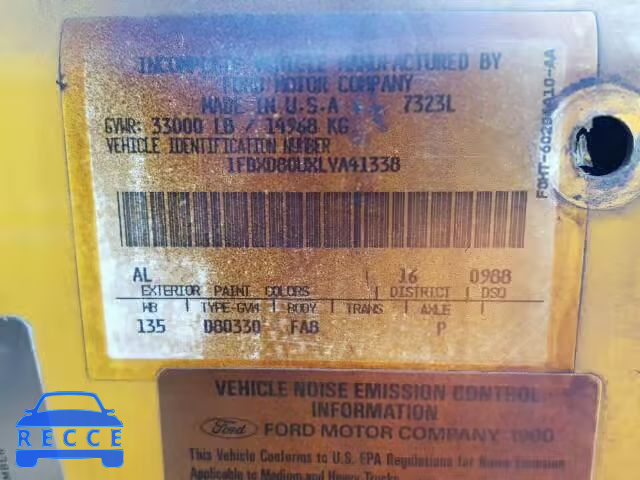 INCOMPLETE VEHICLE MANUFACTURED BY
FORD MOTOR COMPANY
MADE IN U.S.A 7323L
GVWR: 33000 LB / 14968 KG
VEHICLE IDENTIFICATION NUMBER
1FDXD80UXLVA41338
AL 16 0988
EXTERIOR PAINT COLORS DISTRICT DSO
WB TYPE-GVW BODY TRANS AXLE
135 D80330 FAB P
VEHICLE NOISE EMISSION CONTROL
INFORMATION
Ford FORD MOTOR COMPANY
This Vehicle Conforms to U.S. EPA Regulations for Noise Emission
Applicable to Medium and Heavy Trucks
RECCE